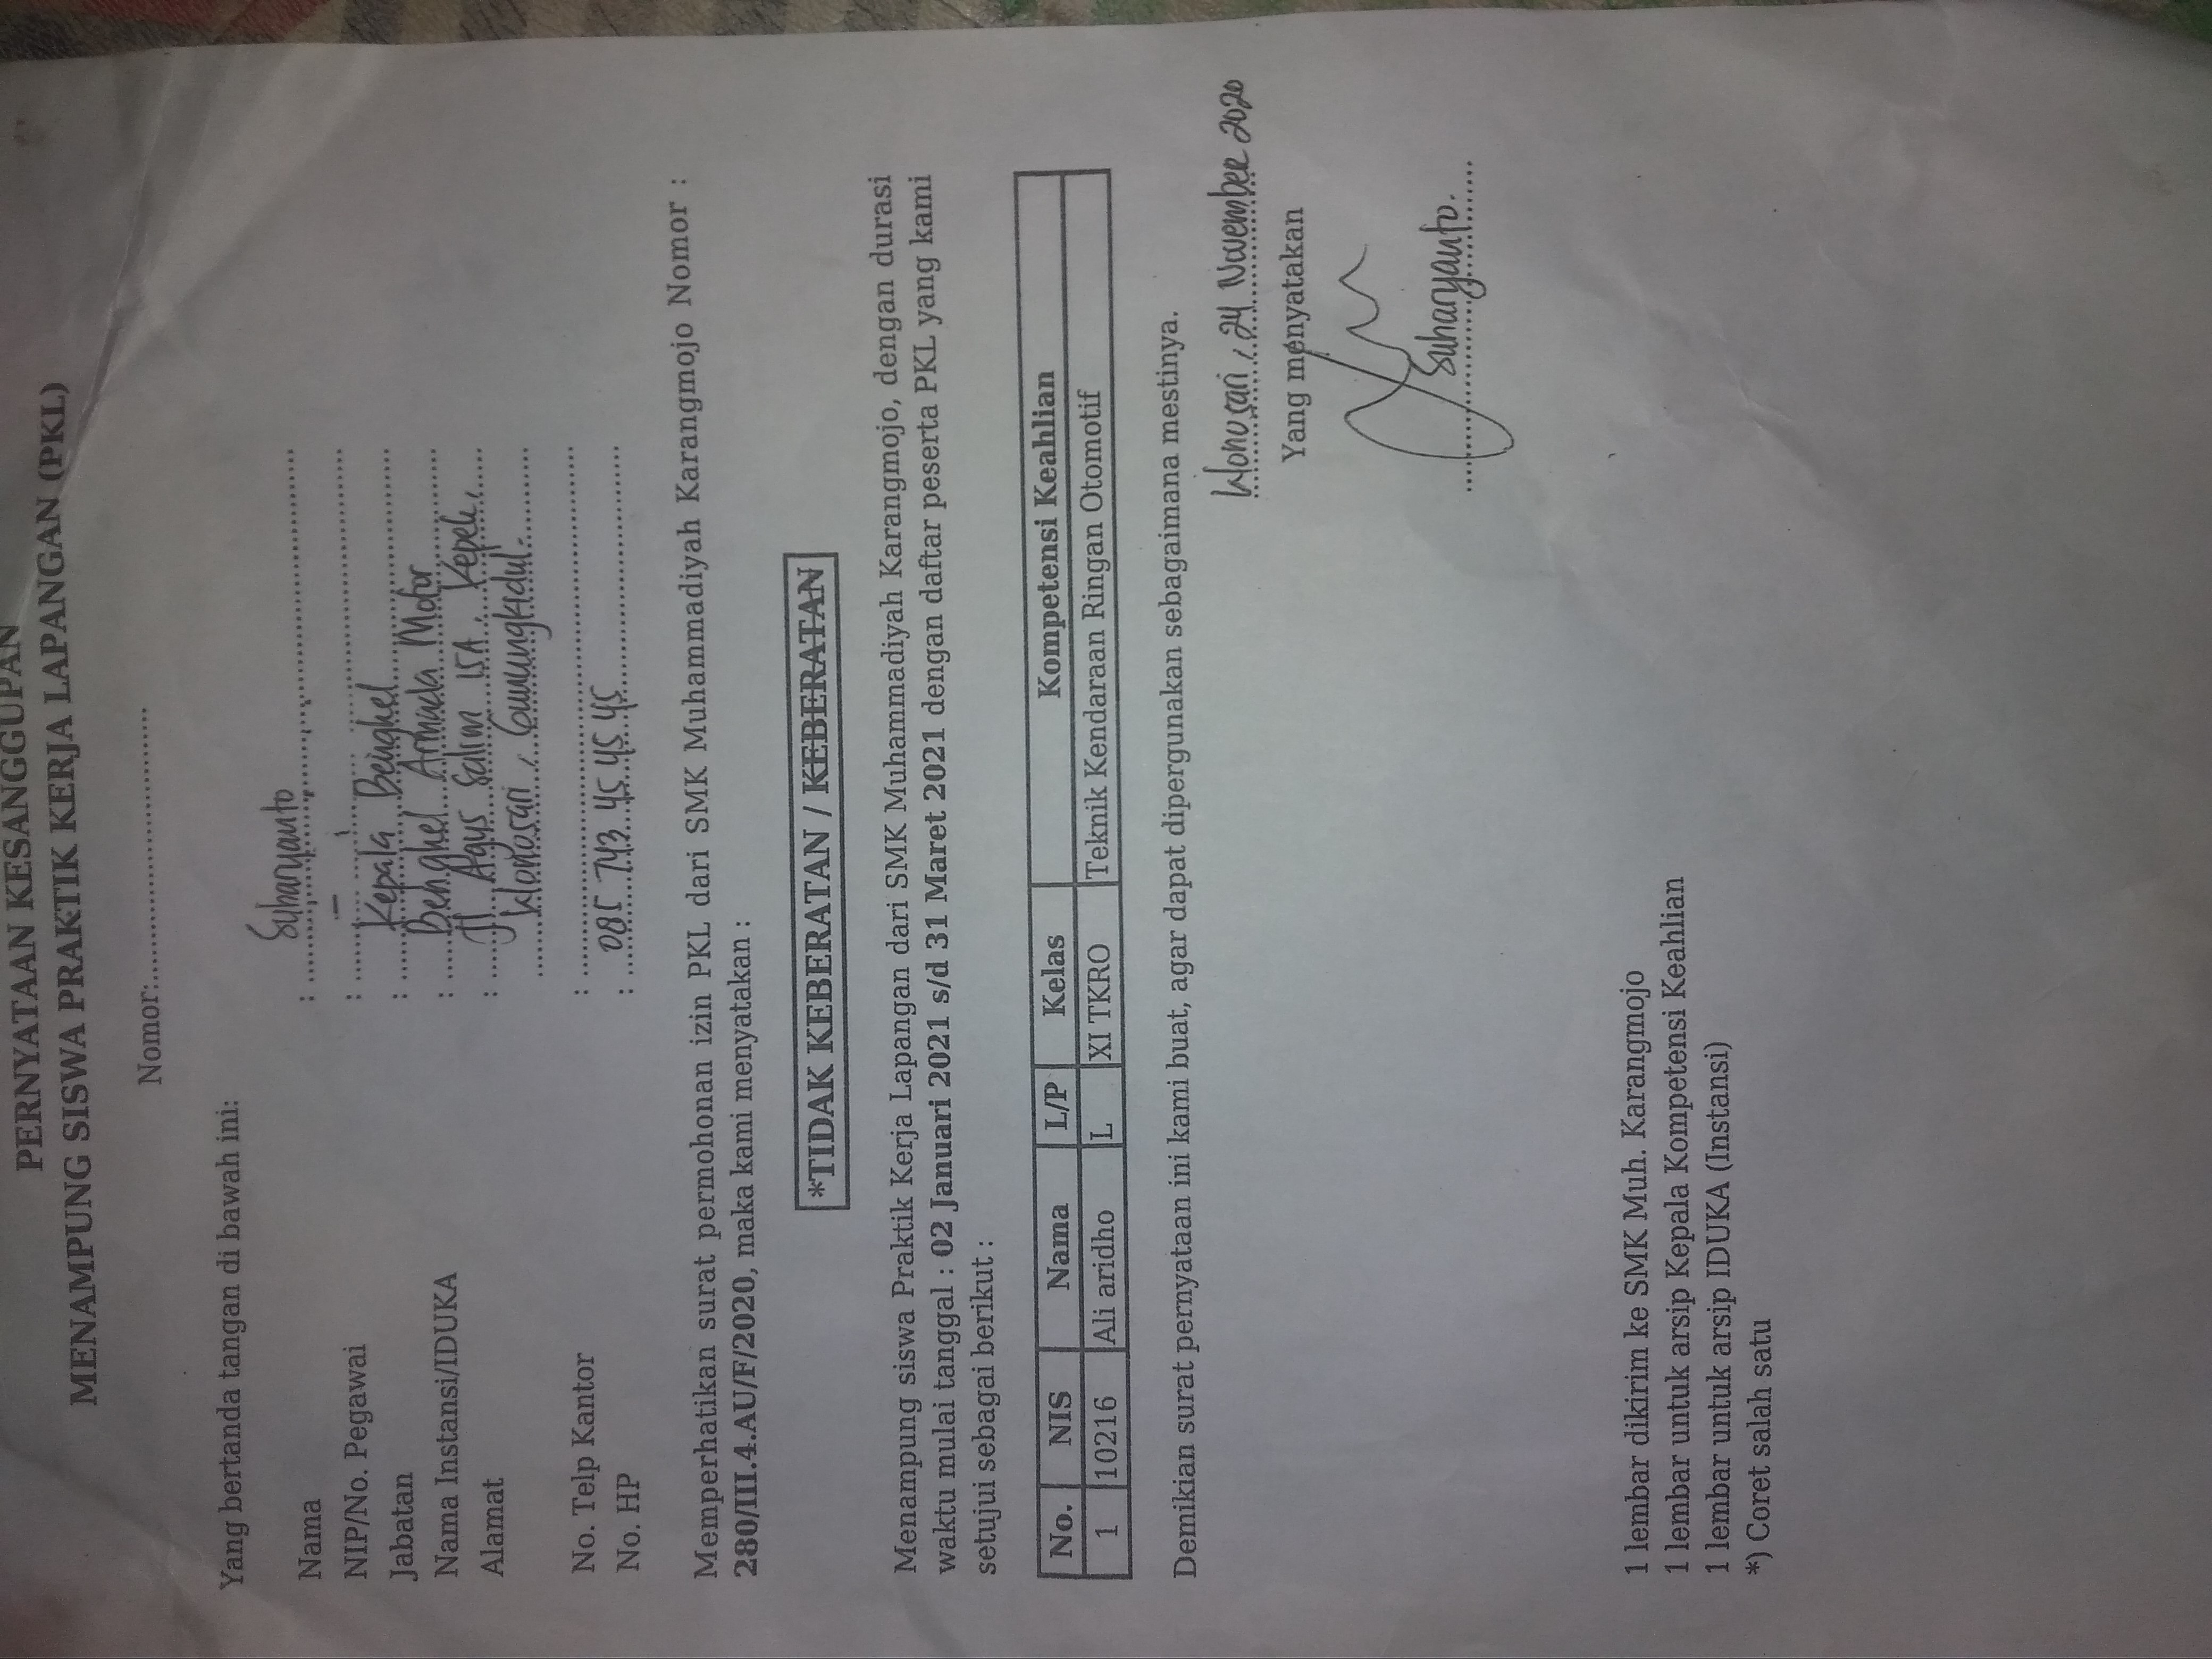 PERNYATAAN KESANGGUPAN
MENAMPUNG SISWA PRAKTIK KERJA LAPANGAN (PKL)
Nomor:........................................
Yang bertanda tangan di bawah ini:
Nama : Suharyanto
NIP/No. Pegawai : -
Jabatan : Kepala Bengkel
Nama Instansi/IDUKA : Bengkel Armada Motor
Alamat : Jl Agus Salim 15A, Kepek,
Wonosari, Gunungkidul.
No. Telp Kantor :
No. HP : 085 743 45 45 45
Memperhatikan surat permohonan izin PKL dari SMK Muhammadiyah Karangmojo Nomor :
280/III.4.AU/F/2020, maka kami menyatakan :
*TIDAK KEBERATAN / KEBERATAN
Menampung siswa Praktik Kerja Lapangan dari SMK Muhammadiyah Karangmojo, dengan durasi
waktu mulai tanggal : 02 Januari 2021 s/d 31 Maret 2021 dengan daftar peserta PKL yang kami
setujui sebagai berikut :
No. NIS Nama L/P Kelas Kompetensi Keahlian
1 10216 Ali aridho L XI TKRO Teknik Kendaraan Ringan Otomotif
Demikian surat pernyataan ini kami buat, agar dapat dipergunakan sebagaimana mestinya.
Wonosari, 24 November 2020
Yang menyatakan
Suharyanto.
1 lembar dikirim ke SMK Muh. Karangmojo
1 lembar untuk arsip Kepala Kompetensi Keahlian
1 lembar untuk arsip IDUKA (Instansi)
*) Coret salah satu